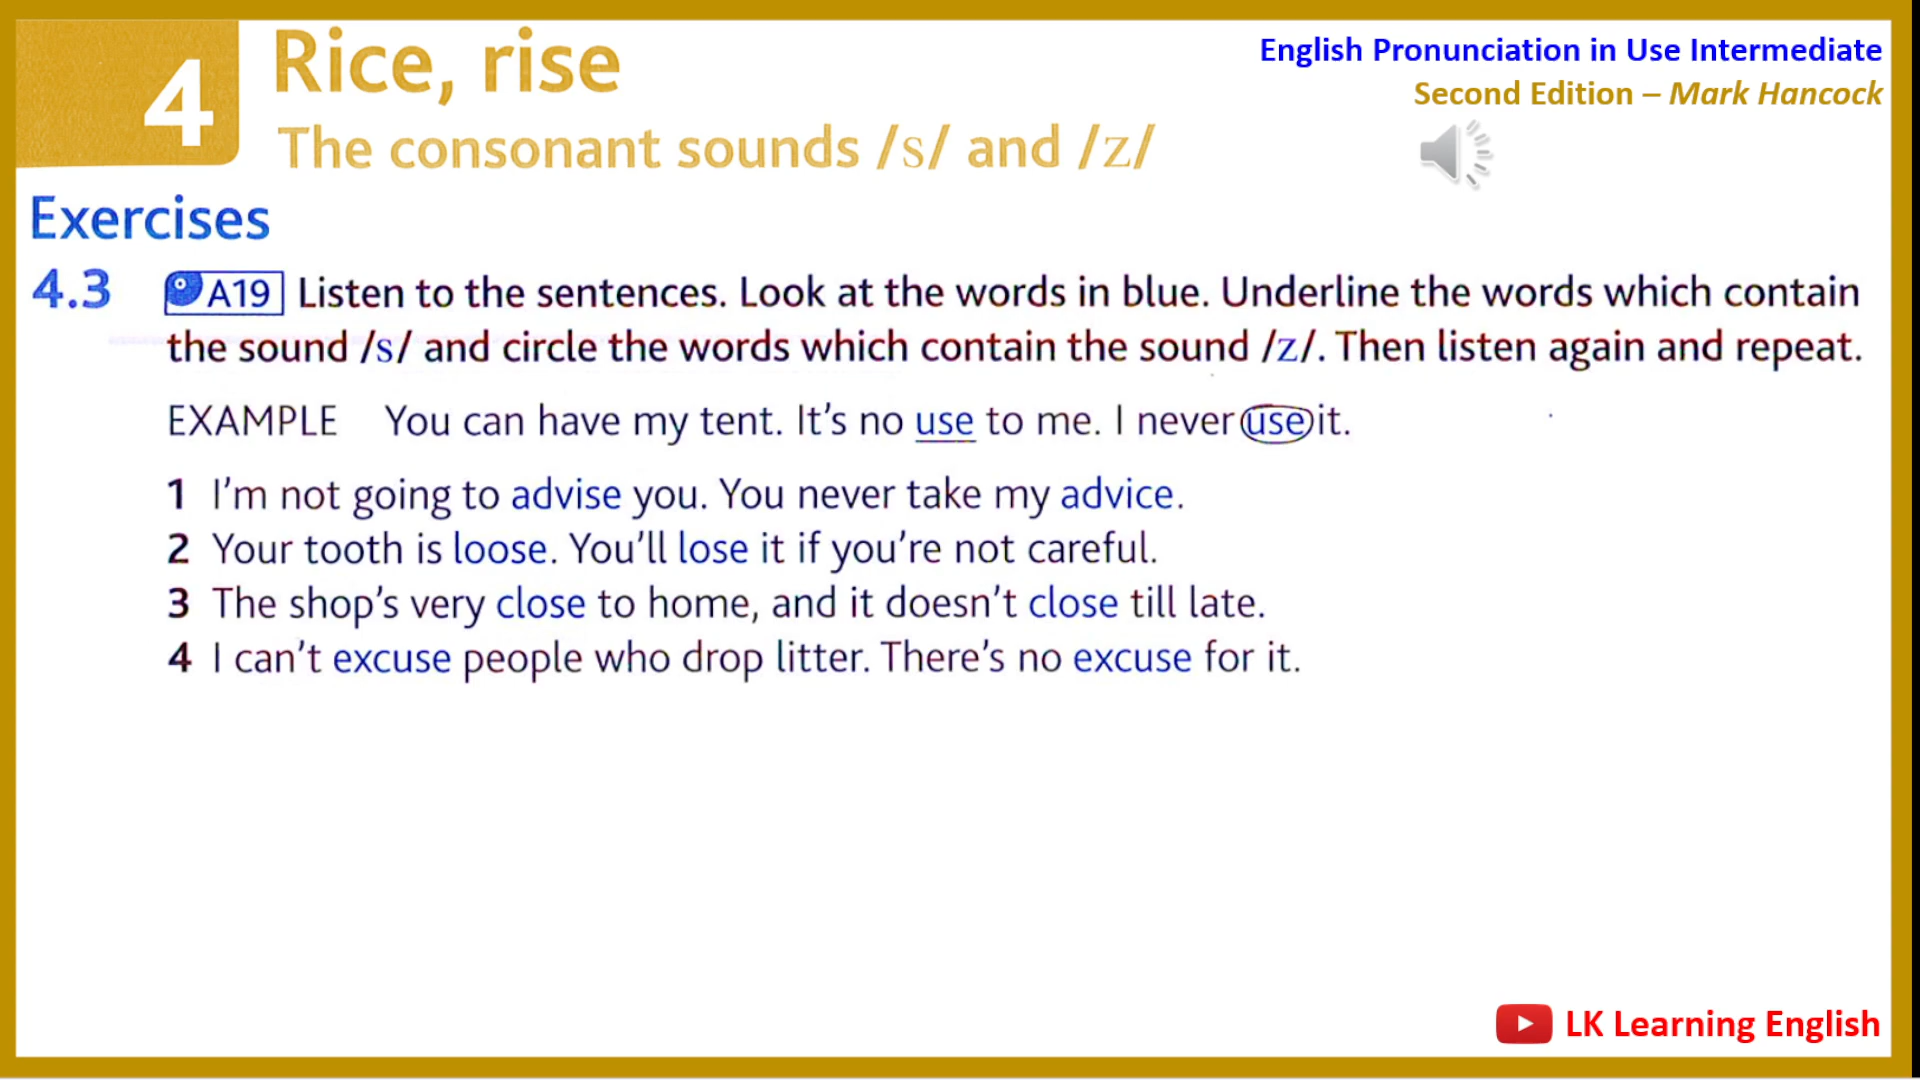 4
Rice, rise
The consonant sounds /s/ and /z/
English Pronunciation in Use Intermediate
Second Edition – Mark Hancock
Exercises
4.3 A19 Listen to the sentences. Look at the words in blue. Underline the words which contain
the sound /s/ and circle the words which contain the sound /z/. Then listen again and repeat.
EXAMPLE You can have my tent. It's no use to me. I never use it.
1 I'm not going to advise you. You never take my advice.
2 Your tooth is loose. You'll lose it if you're not careful.
3 The shop's very close to home, and it doesn't close till late.
4 I can't excuse people who drop litter. There's no excuse for it.
LK Learning English